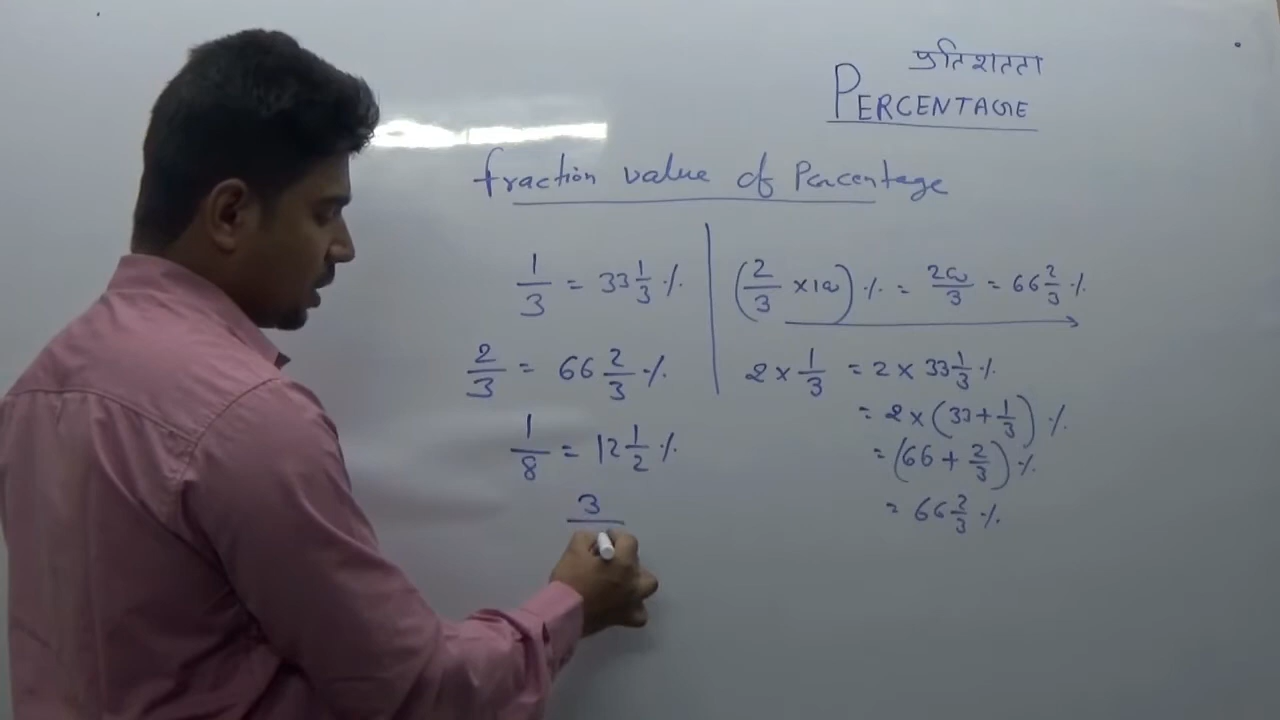 प्रतिशतता
PERCENTAGE
fraction value of Percentage
1/3 = 33 1/3 %
2/3 = 66 2/3 %
1/8 = 12 1/2 %
3
(2/3 × 100) % = 200/3 = 66 2/3 %
2 × 1/3 = 2 × 33 1/3 %
= 2 × (33 + 1/3) %
= (66 + 2/3) %
= 66 2/3 %